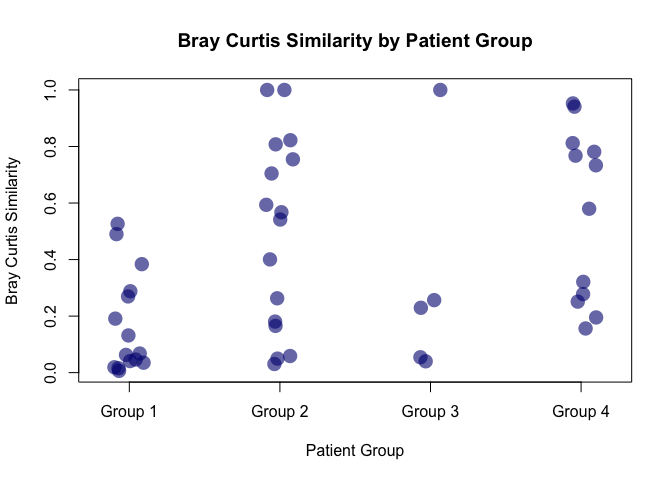 Bray Curtis Similarity by Patient Group
Bray Curtis Similarity
1.0
0.8
0.6
0.4
0.2
0.0
Group 1 Group 2 Group 3 Group 4
Patient Group